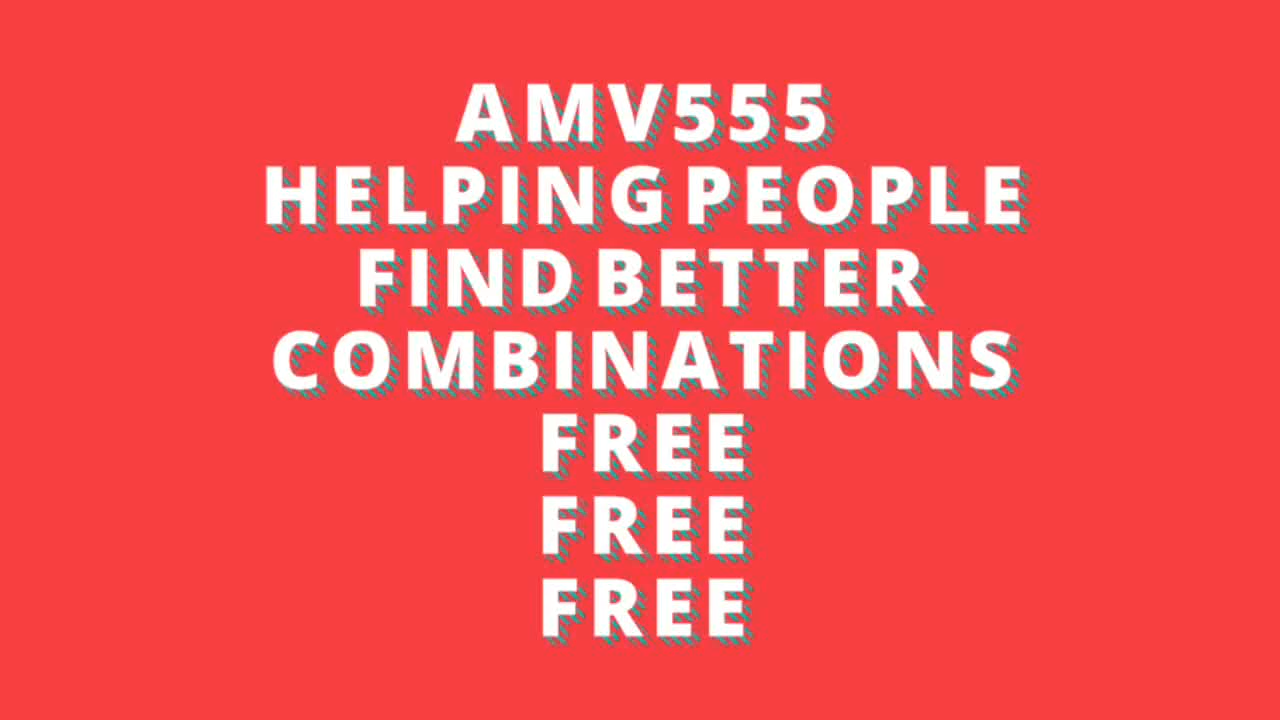 AMV555
HELPING PEOPLE
FIND BETTER
COMBINATIONS
FREE
FREE
FREE